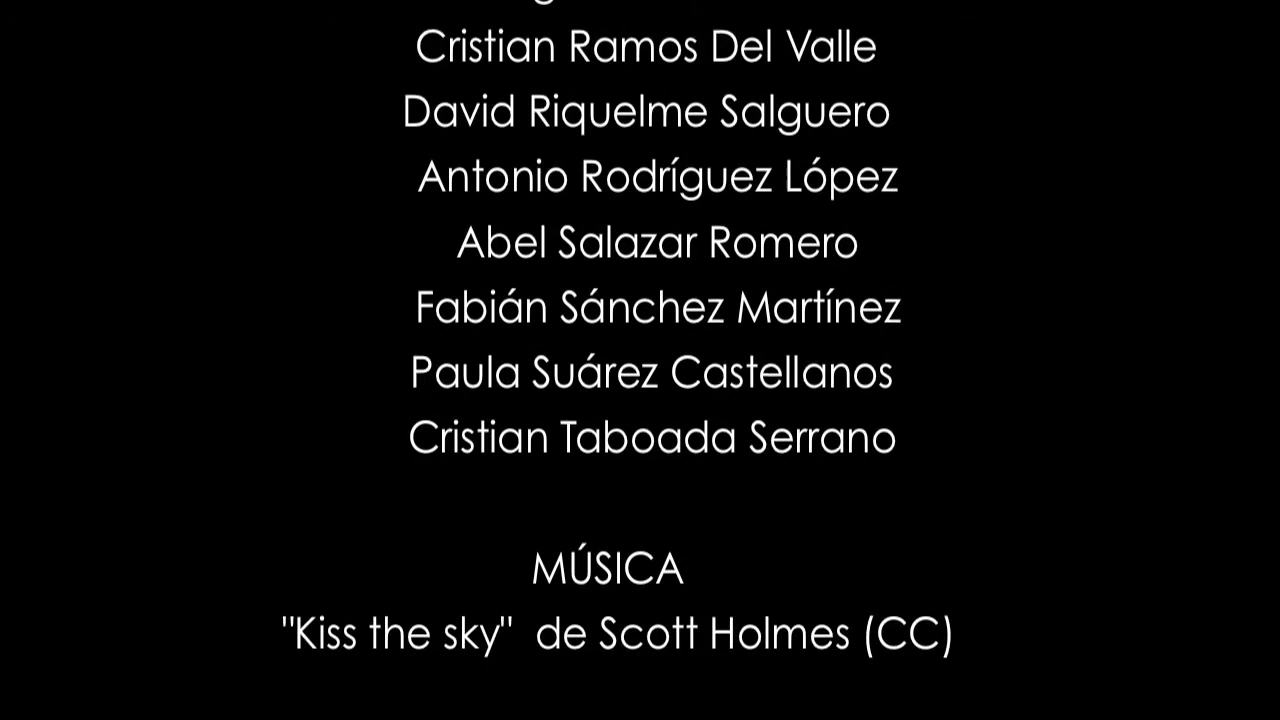 Cristian Ramos Del Valle
David Riquelme Salguero
Antonio Rodríguez López
Abel Salazar Romero
Fabián Sánchez Martínez
Paula Suárez Castellanos
Cristian Taboada Serrano
MÚSICA
"Kiss the sky" de Scott Holmes (CC)